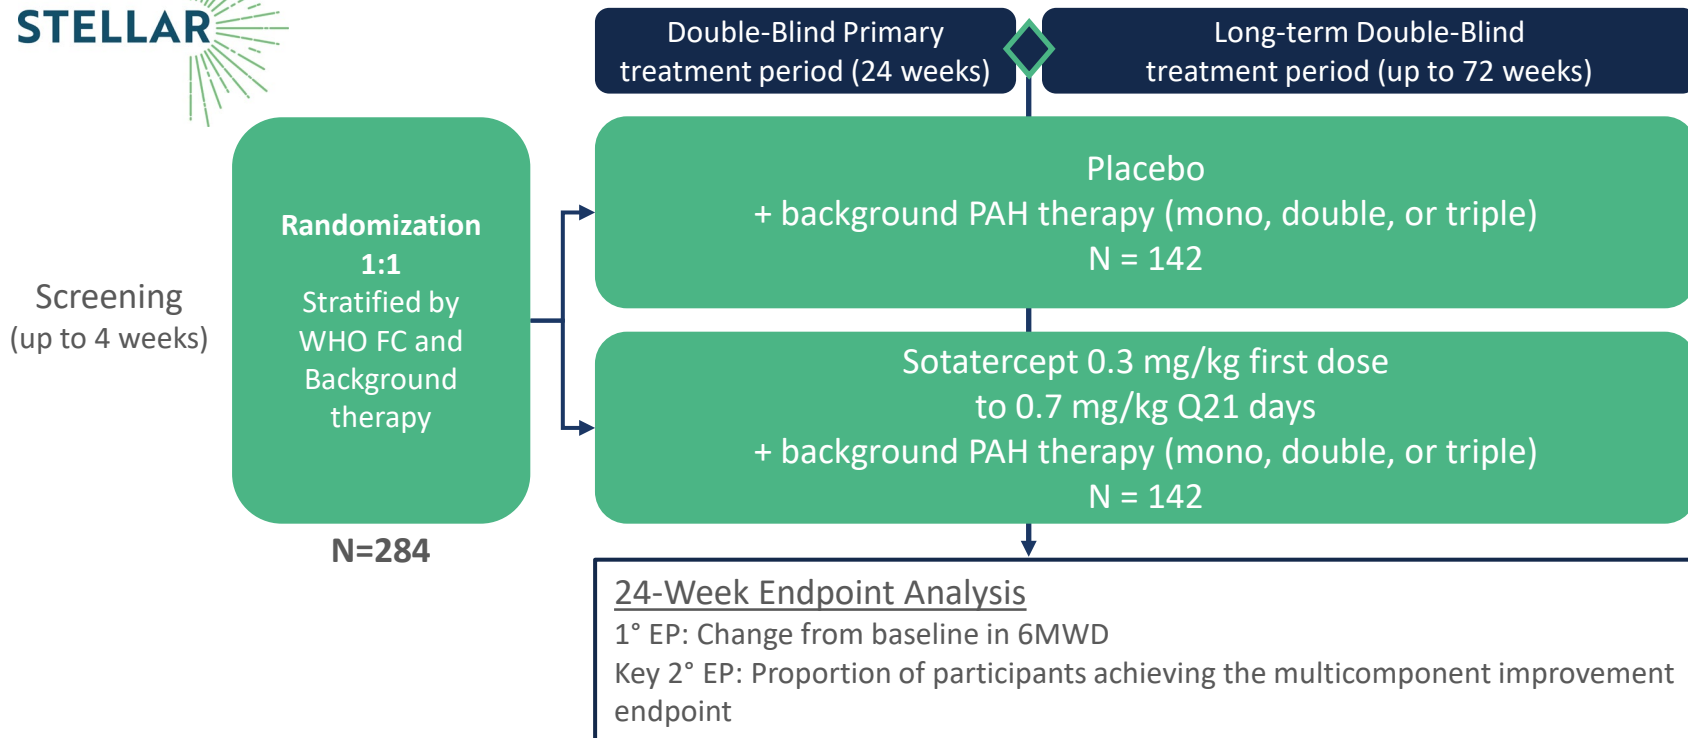 STELLAR
Double-Blind Primary
treatment period (24 weeks)
Long-term Double-Blind
treatment period (up to 72 weeks)
Screening
(up to 4 weeks)
Randomization
1:1
Stratified by
WHO FC and
Background
therapy
N=284
Placebo
+ background PAH therapy (mono, double, or triple)
N = 142
Sotatercept 0.3 mg/kg first dose
to 0.7 mg/kg Q21 days
+ background PAH therapy (mono, double, or triple)
N = 142
24-Week Endpoint Analysis
1° EP: Change from baseline in 6MWD
Key 2° EP: Proportion of participants achieving the multicomponent improvement
endpoint